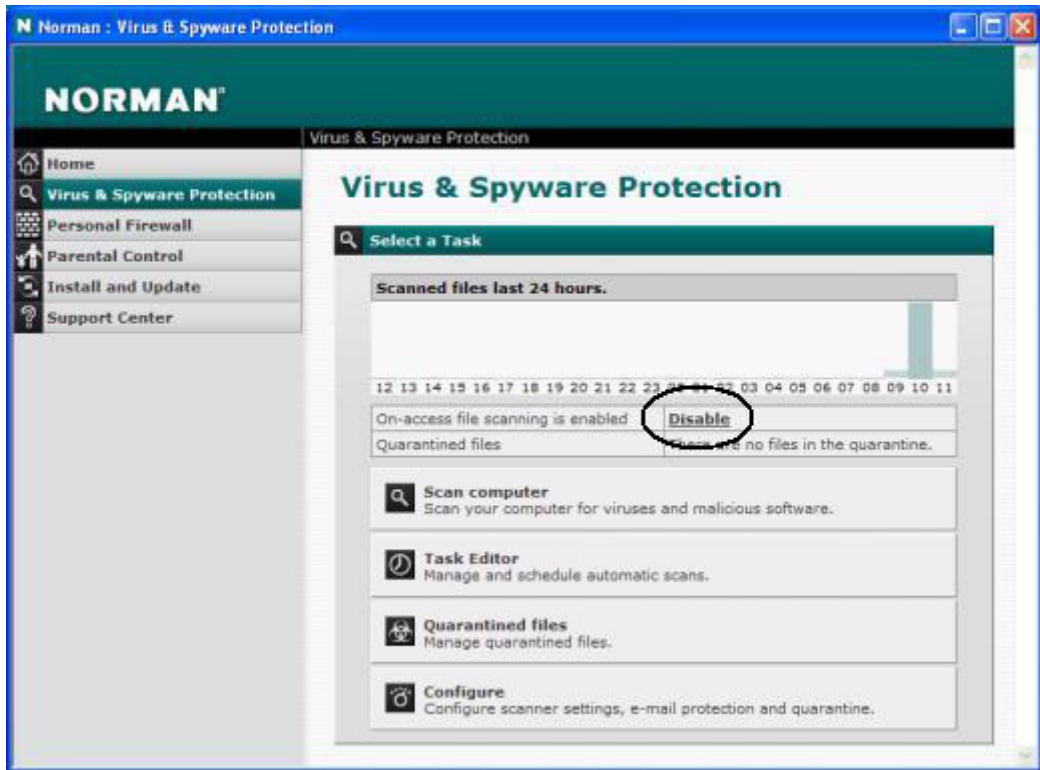 Norman : Virus & Spyware Protection
NORMAN
Virus & Spyware Protection
Home
Virus & Spyware Protection
Personal Firewall
Parental Control
Install and Update
Support Center
Virus & Spyware Protection
Select a Task
Scanned files last 24 hours.
12 13 14 15 16 17 18 19 20 21 22 23 00 01 02 03 04 05 06 07 08 09 10 11
On-access file scanning is enabled Disable
Quarantined files There are no files in the quarantine.
Scan computer
Scan your computer for viruses and malicious software.
Task Editor
Manage and schedule automatic scans.
Quarantined files
Manage quarantined files.
Configure
Configure scanner settings, e-mail protection and quarantine.